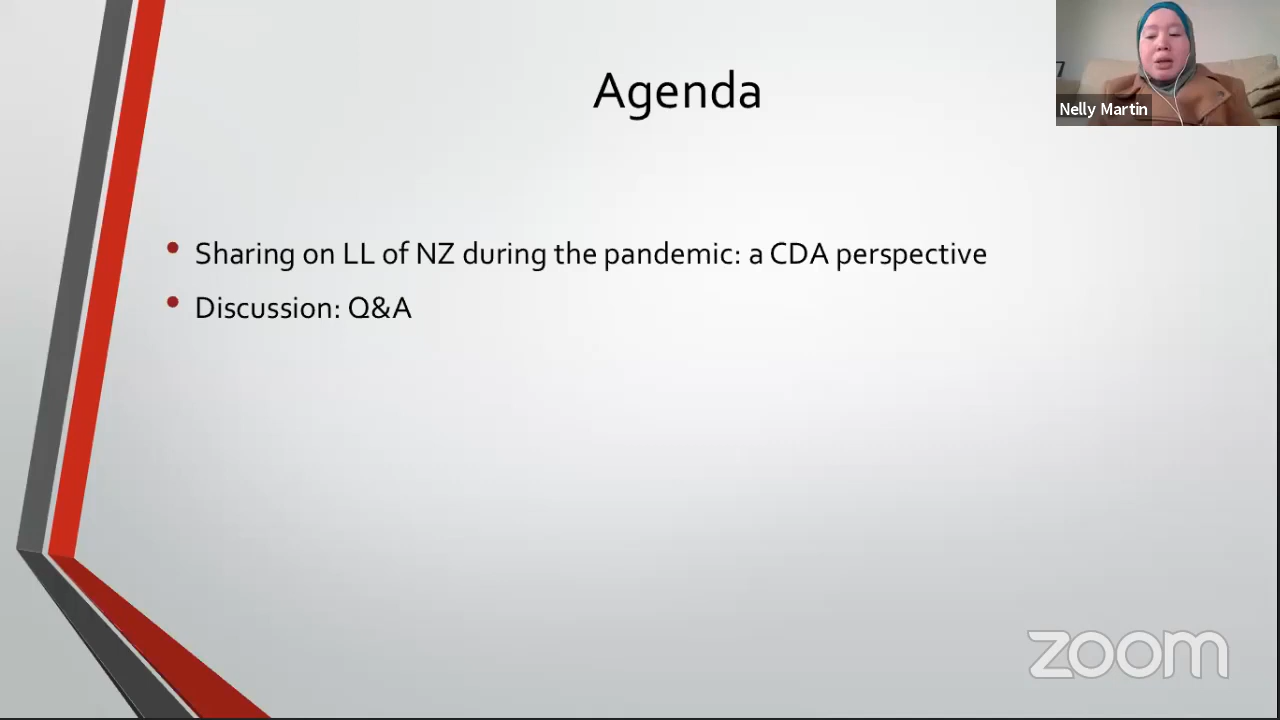 Agenda
Nelly Martin
• Sharing on LL of NZ during the pandemic: a CDA perspective
• Discussion: Q&A
zoom